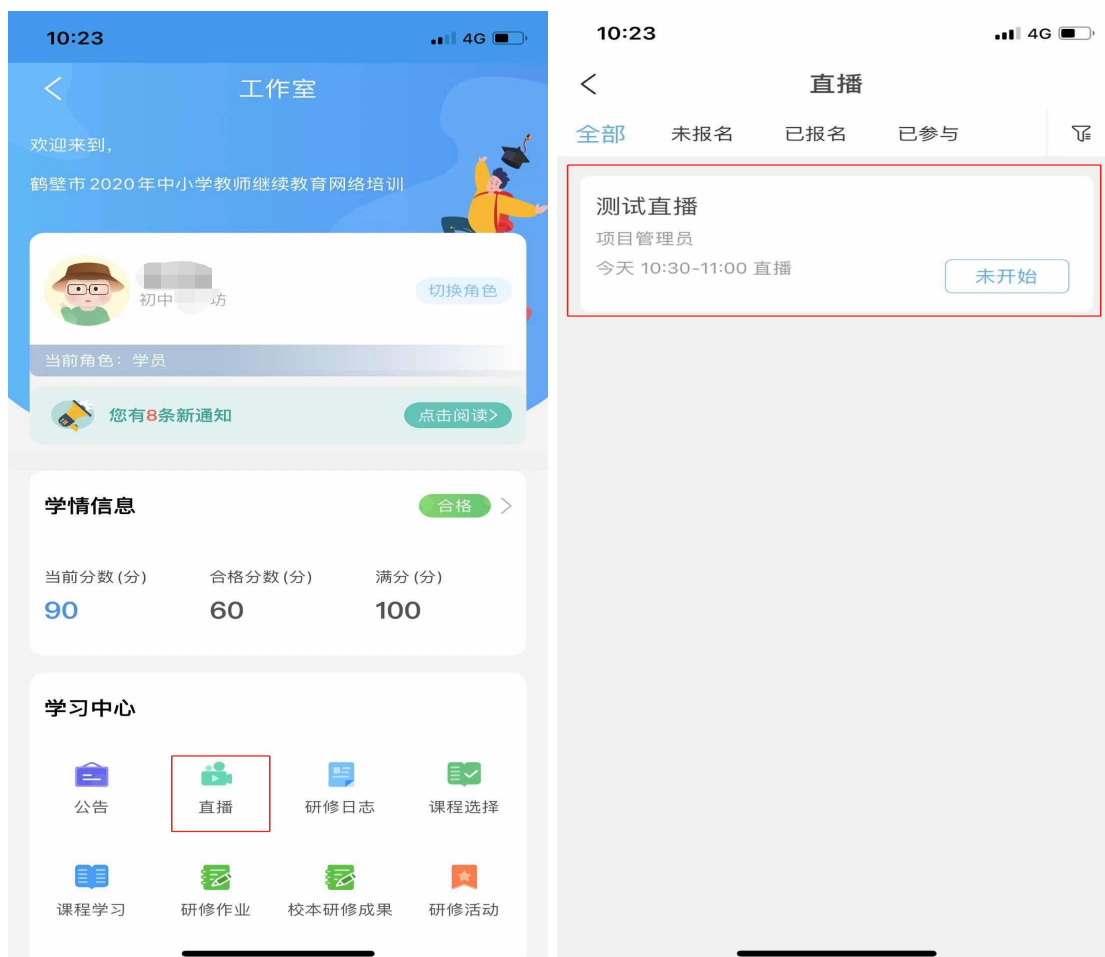 10:23
4G
工作室
欢迎来到,
鹤壁市2020年中小学教师继续教育网络培训
初中 坊
切换角色
当前角色：学员
您有8条新通知
点击阅读>
学情信息
合格
当前分数(分) 合格分数(分) 满分(分)
90 60 100
学习中心
公告 直播 研修日志 课程选择
课程学习 研修作业 校本研修成果 研修活动
10:23
4G
直播
全部 未报名 已报名 已参与
测试直播
项目管理员
今天 10:30-11:00 直播
未开始